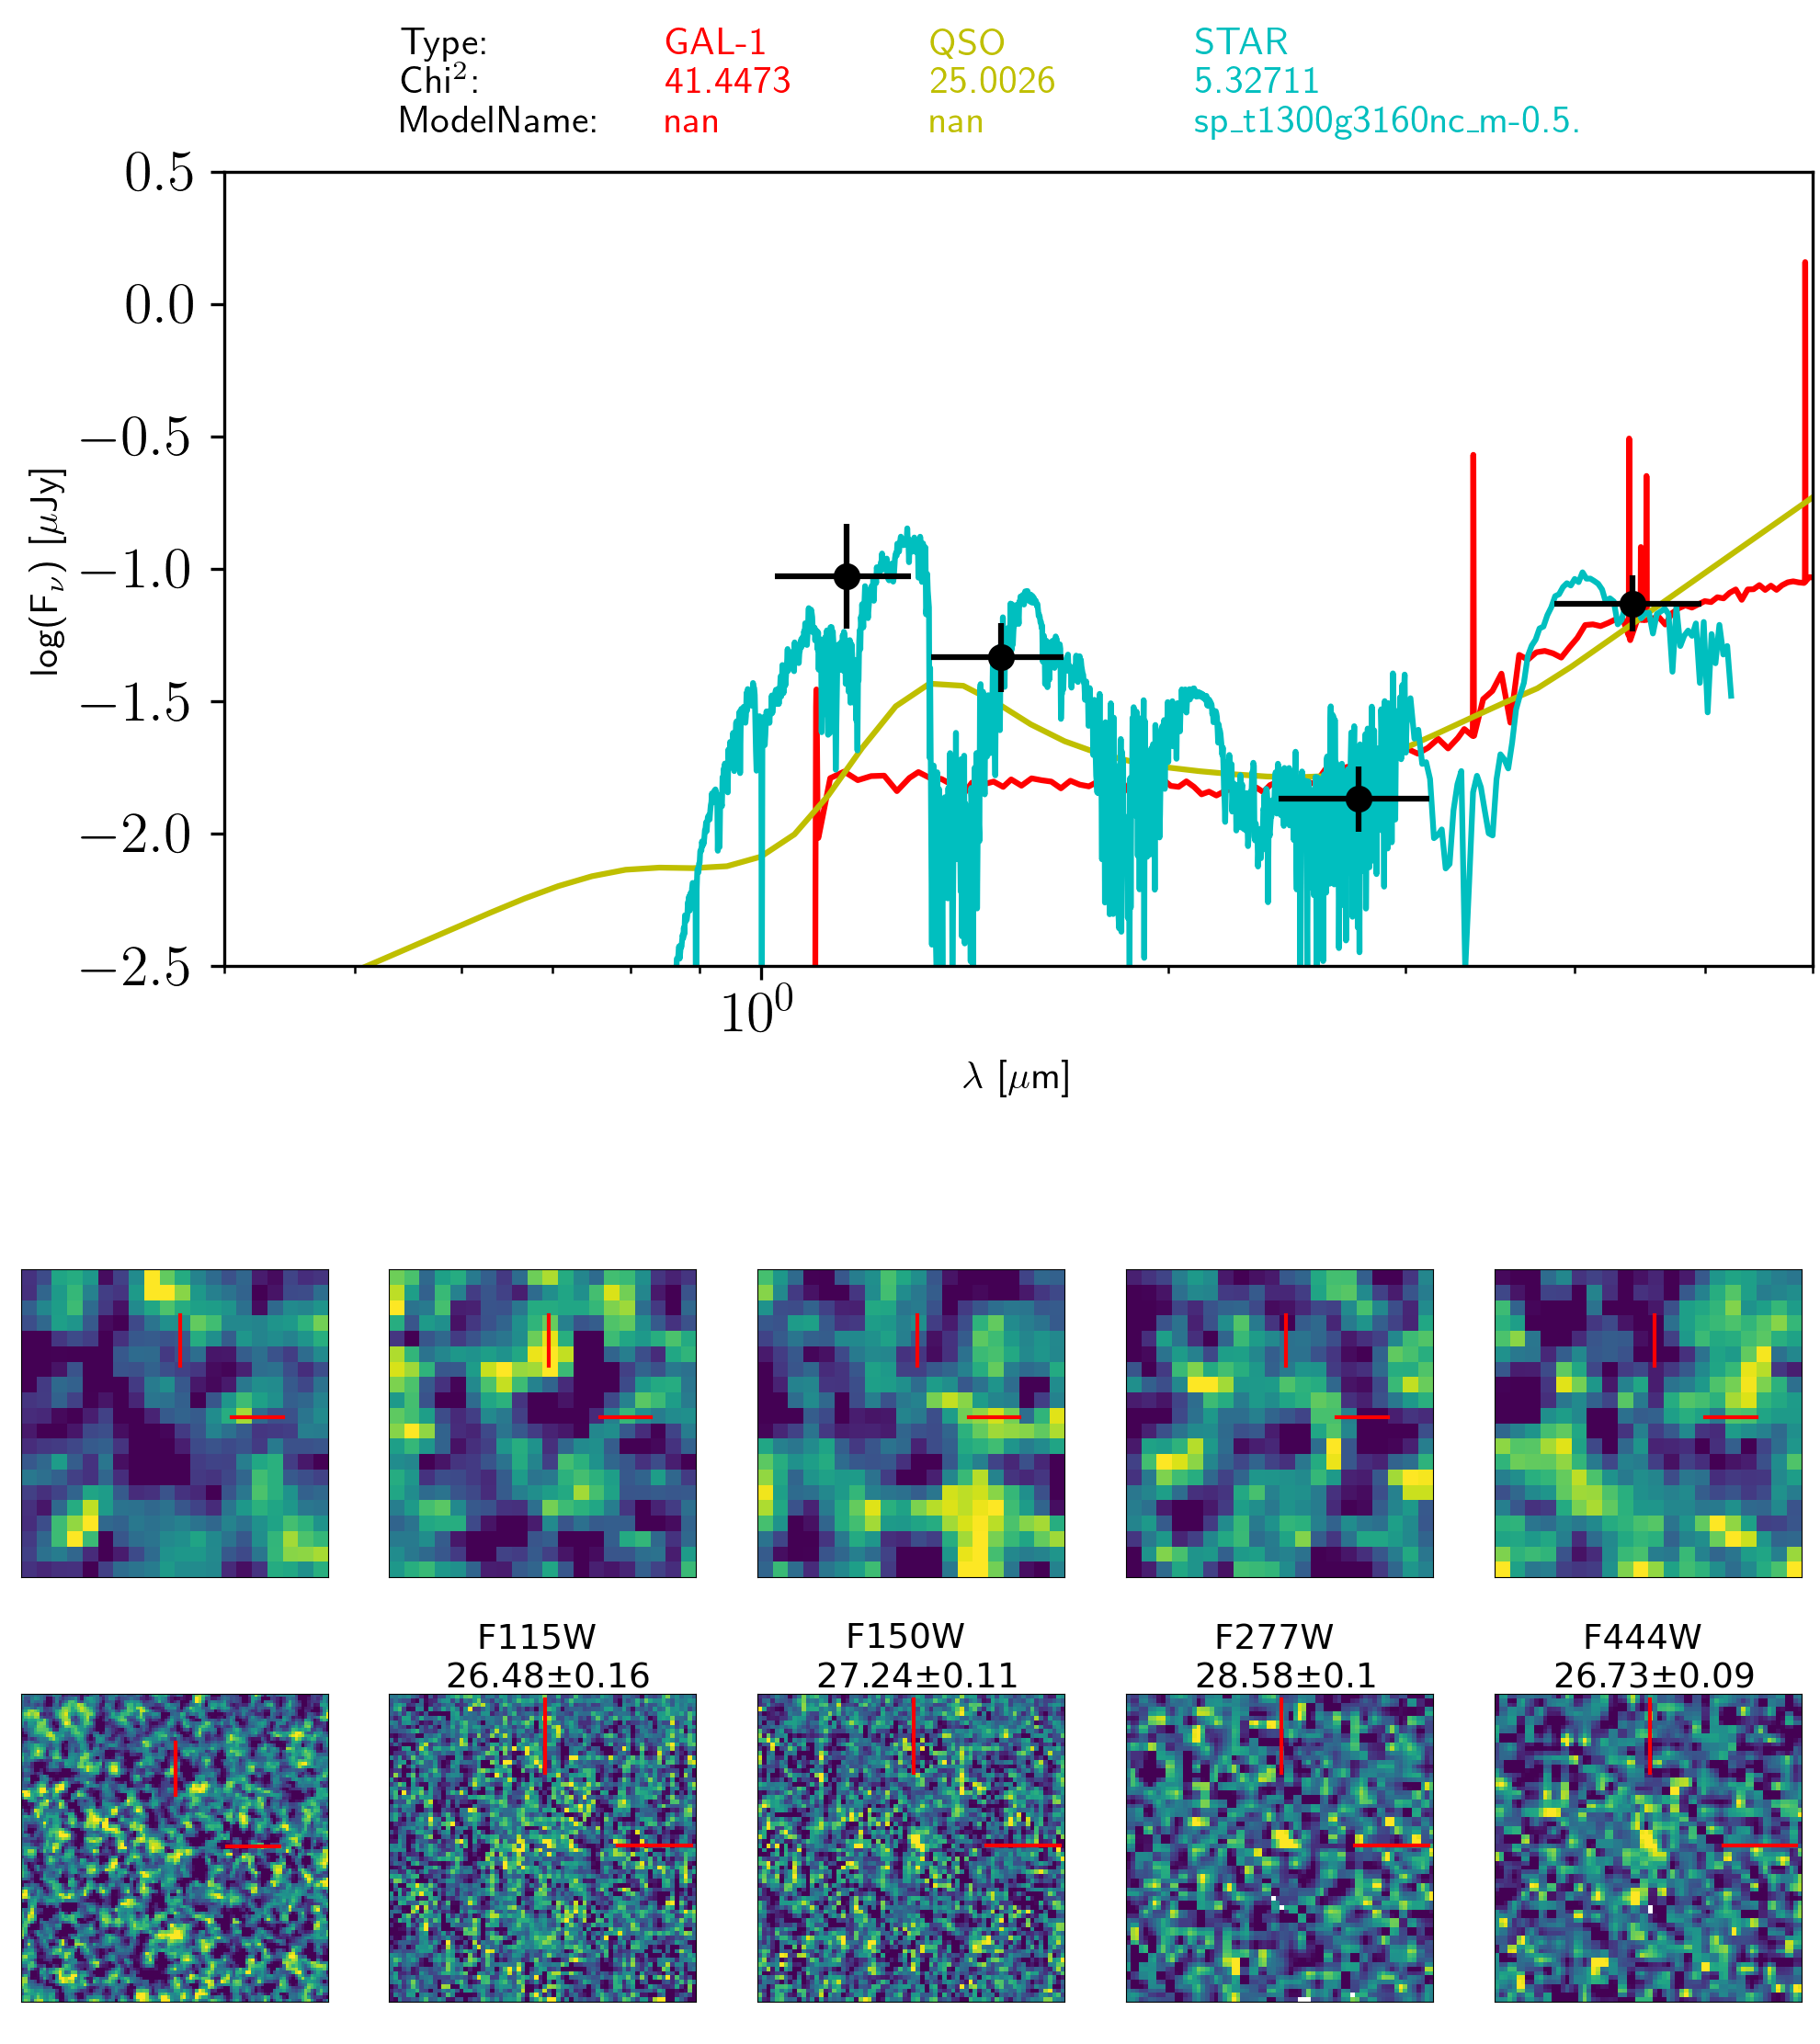 Type: GAL-1 QSO STAR
Chi²: 41.4473 25.0026 5.32711
ModelName: nan nan sp_t1300g3160nc_m-0.5.
0.5
0.0
−0.5
−1.0
−1.5
−2.0
−2.5
log(Fν) [μJy]
10⁰
λ [μm]
F115W F150W F277W F444W
26.48±0.16 27.24±0.11 28.58±0.1 26.73±0.09